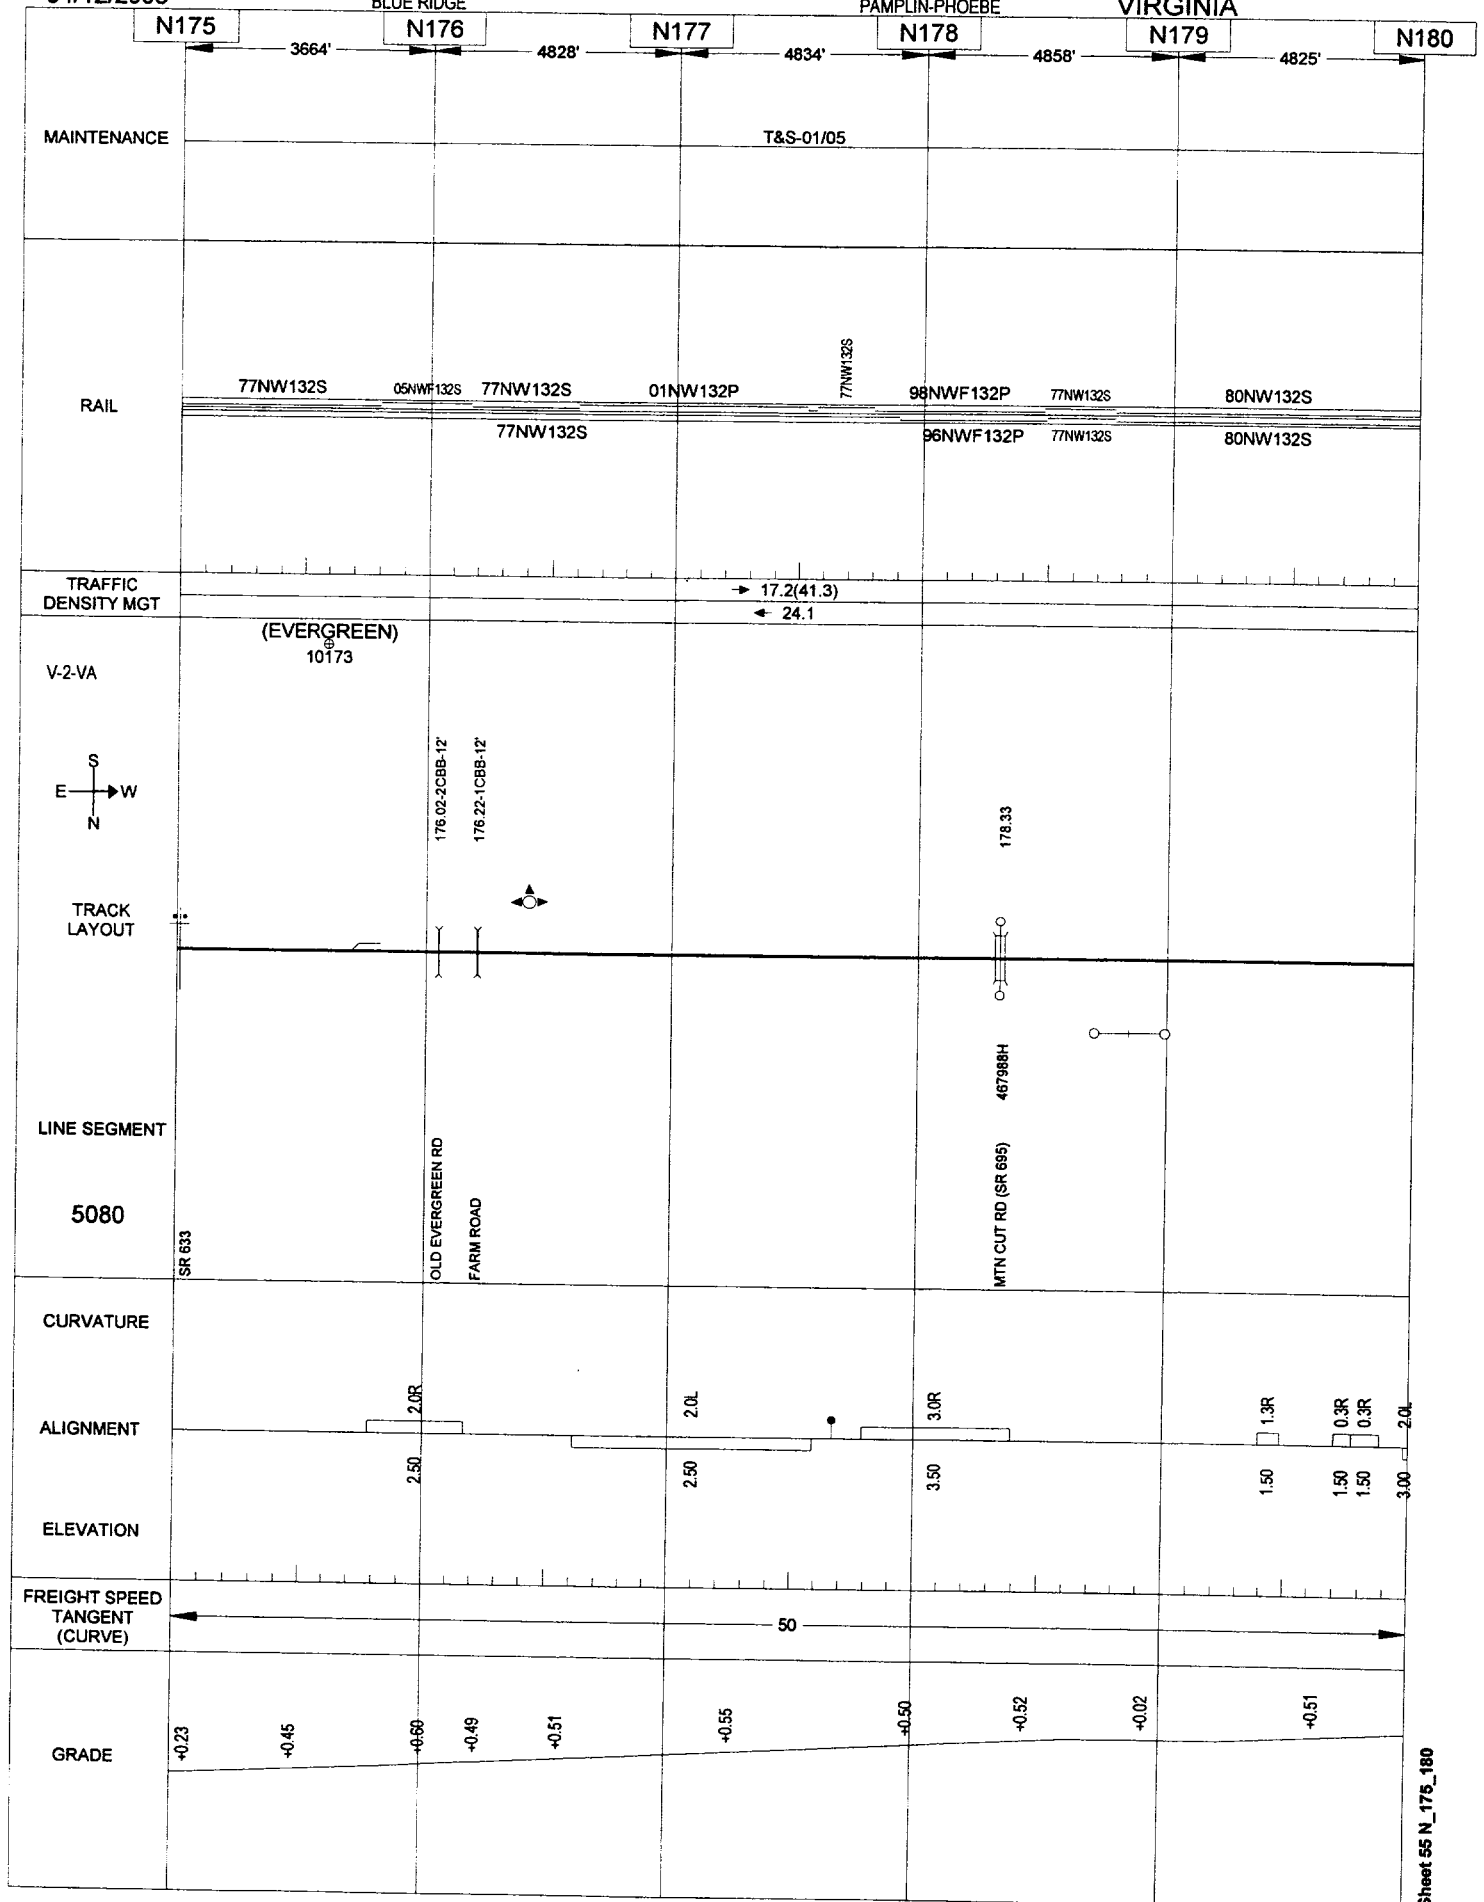 BLUE RIDGE
PAMPLIN-PHOEBE
VIRGINIA
N175
N176
N177
N178
N179
N180
3664'
4828'
4834'
4858'
4825'
MAINTENANCE
T&S-01/05
RAIL
77NW132S
05NWF132S
77NW132S
01NW132P
77NW132S
98NWF132P
77NW132S
80NW132S
77NW132S
96NWF132P
77NW132S
80NW132S
TRAFFIC
DENSITY MGT
17.2(41.3)
24.1
(EVERGREEN)
10173
V-2-VA
S
E
W
N
176.02-2CBB-12'
176.22-1CBB-12'
178.33
TRACK
LAYOUT
LINE SEGMENT
5080
SR 633
OLD EVERGREEN RD
FARM ROAD
MTN CUT RD (SR 695)
467988H
CURVATURE
ALIGNMENT
2.0R
2.0L
3.0R
1.3R
0.3R
0.3R
2.0L
2.50
2.50
3.50
1.50
1.50
1.50
3.00
ELEVATION
FREIGHT SPEED
TANGENT
(CURVE)
50
GRADE
+0.23
+0.45
+0.60
+0.49
+0.51
+0.55
+0.50
+0.52
+0.02
+0.51
Sheet 55 N_175_180